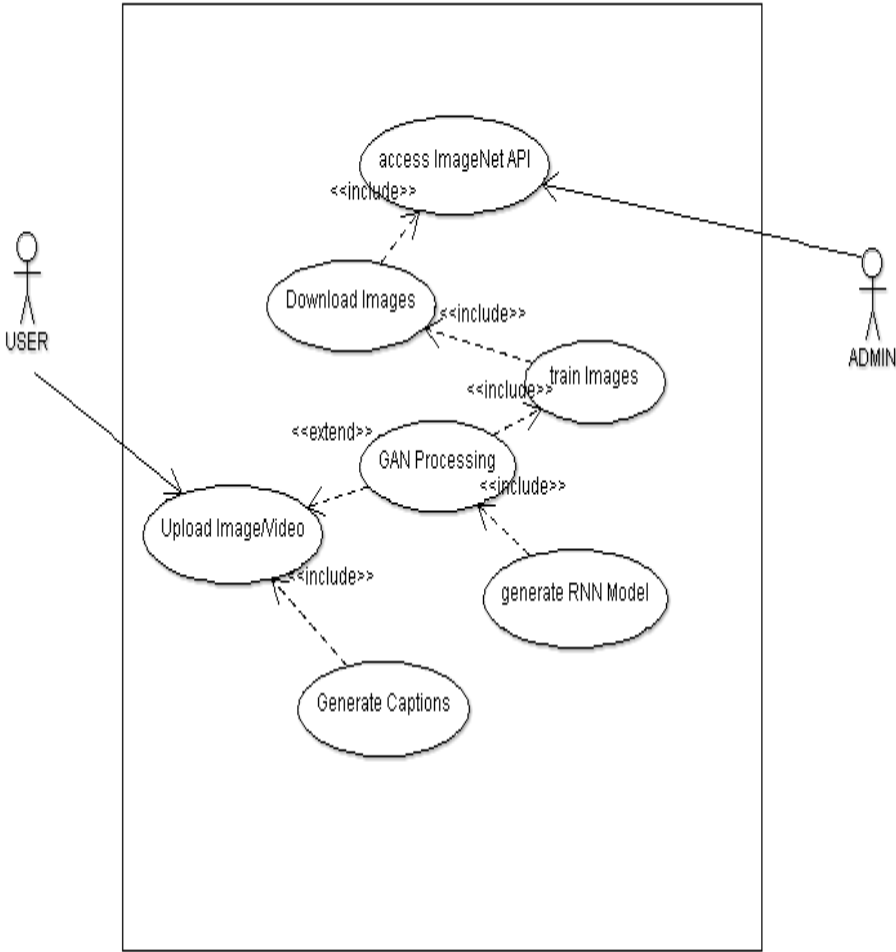 access ImageNet API
<<include>>
Download Images
<<include>>
USER
ADMIN
train Images
<<include>>
<<extend>>
GAN Processing
<<include>>
Upload Image/Video
<<include>>
generate RNN Model
Generate Captions